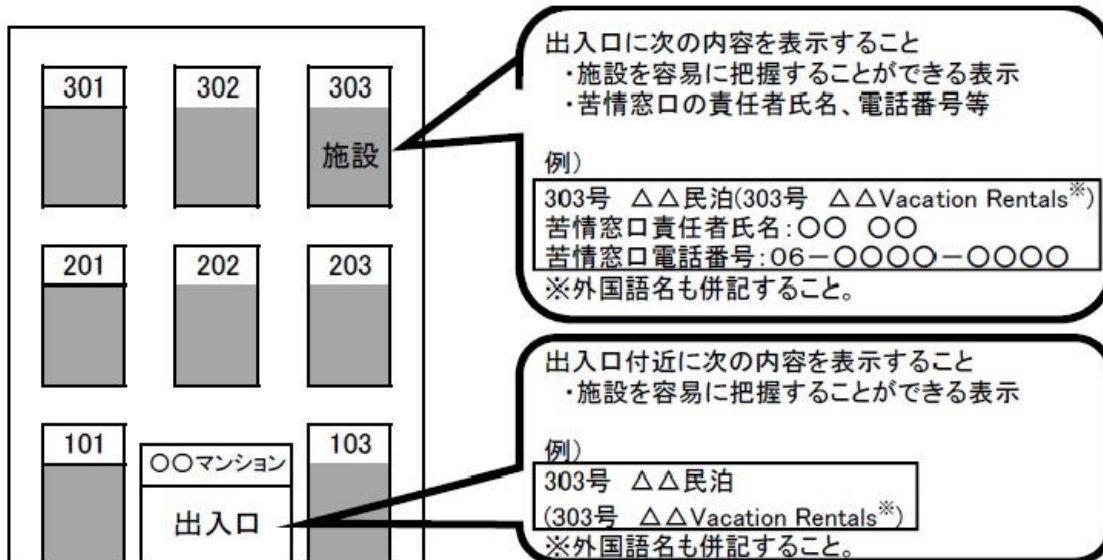 301
302
303
施設
201
202
203
101
103
〇〇マンション
出入口
出入口に次の内容を表示すること
・施設を容易に把握することができる表示
・苦情窓口の責任者氏名、電話番号等
例)
303号 △△民泊(303号 △△Vacation Rentals※)
苦情窓口責任者氏名:〇〇 〇〇
苦情窓口電話番号:06-〇〇〇〇-〇〇〇〇
※外国語名も併記すること。
出入口付近に次の内容を表示すること
・施設を容易に把握することができる表示
例)
303号 △△民泊
(303号 △△Vacation Rentals※)
※外国語名も併記すること。